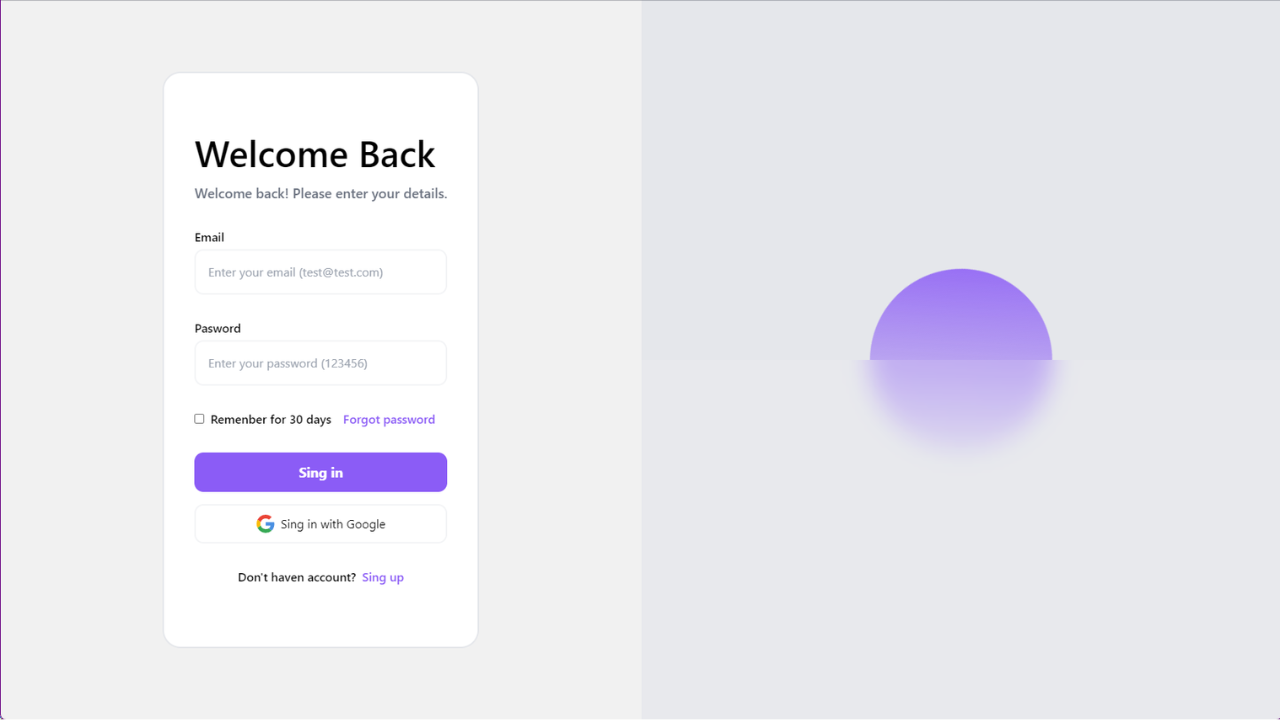 Welcome Back
Welcome back! Please enter your details.
Email
Enter your email (test@test.com)
Pasword
Enter your password (123456)
Remenber for 30 days Forgot password
Sing in
Sing in with Google
Don't haven account? Sing up